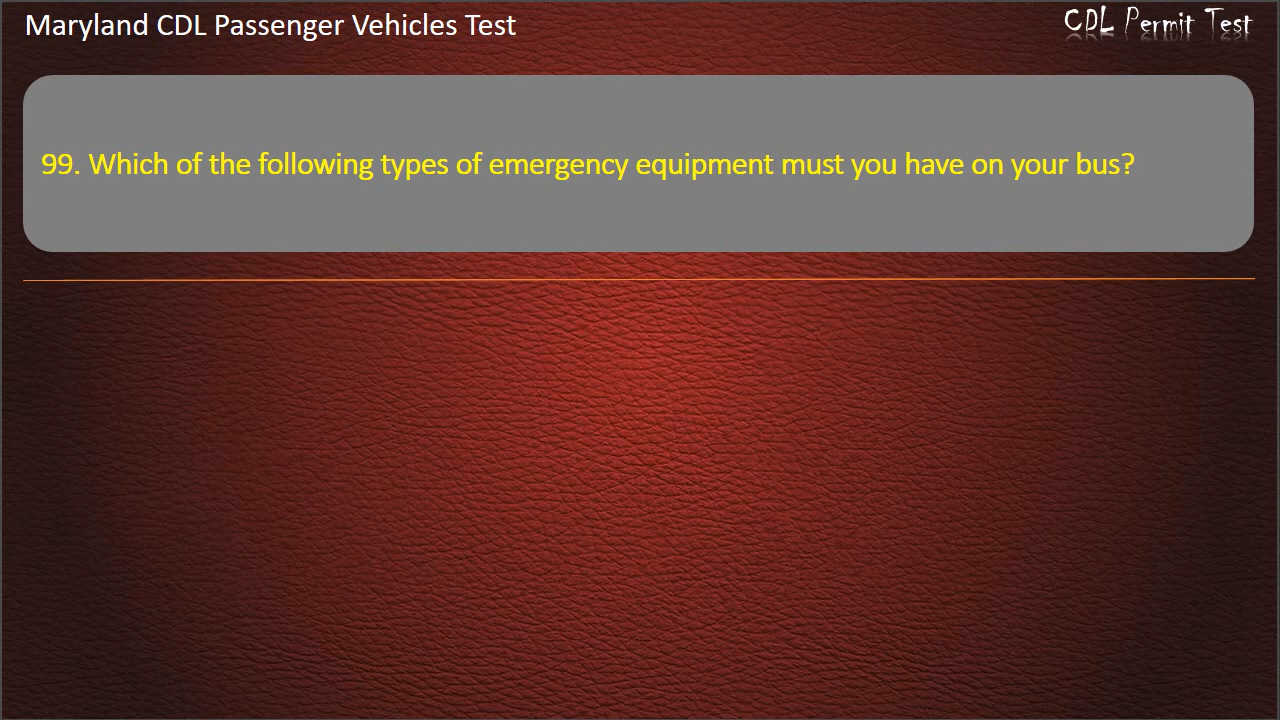 Maryland CDL Passenger Vehicles Test
CDL Permit Test
99. Which of the following types of emergency equipment must you have on your bus?